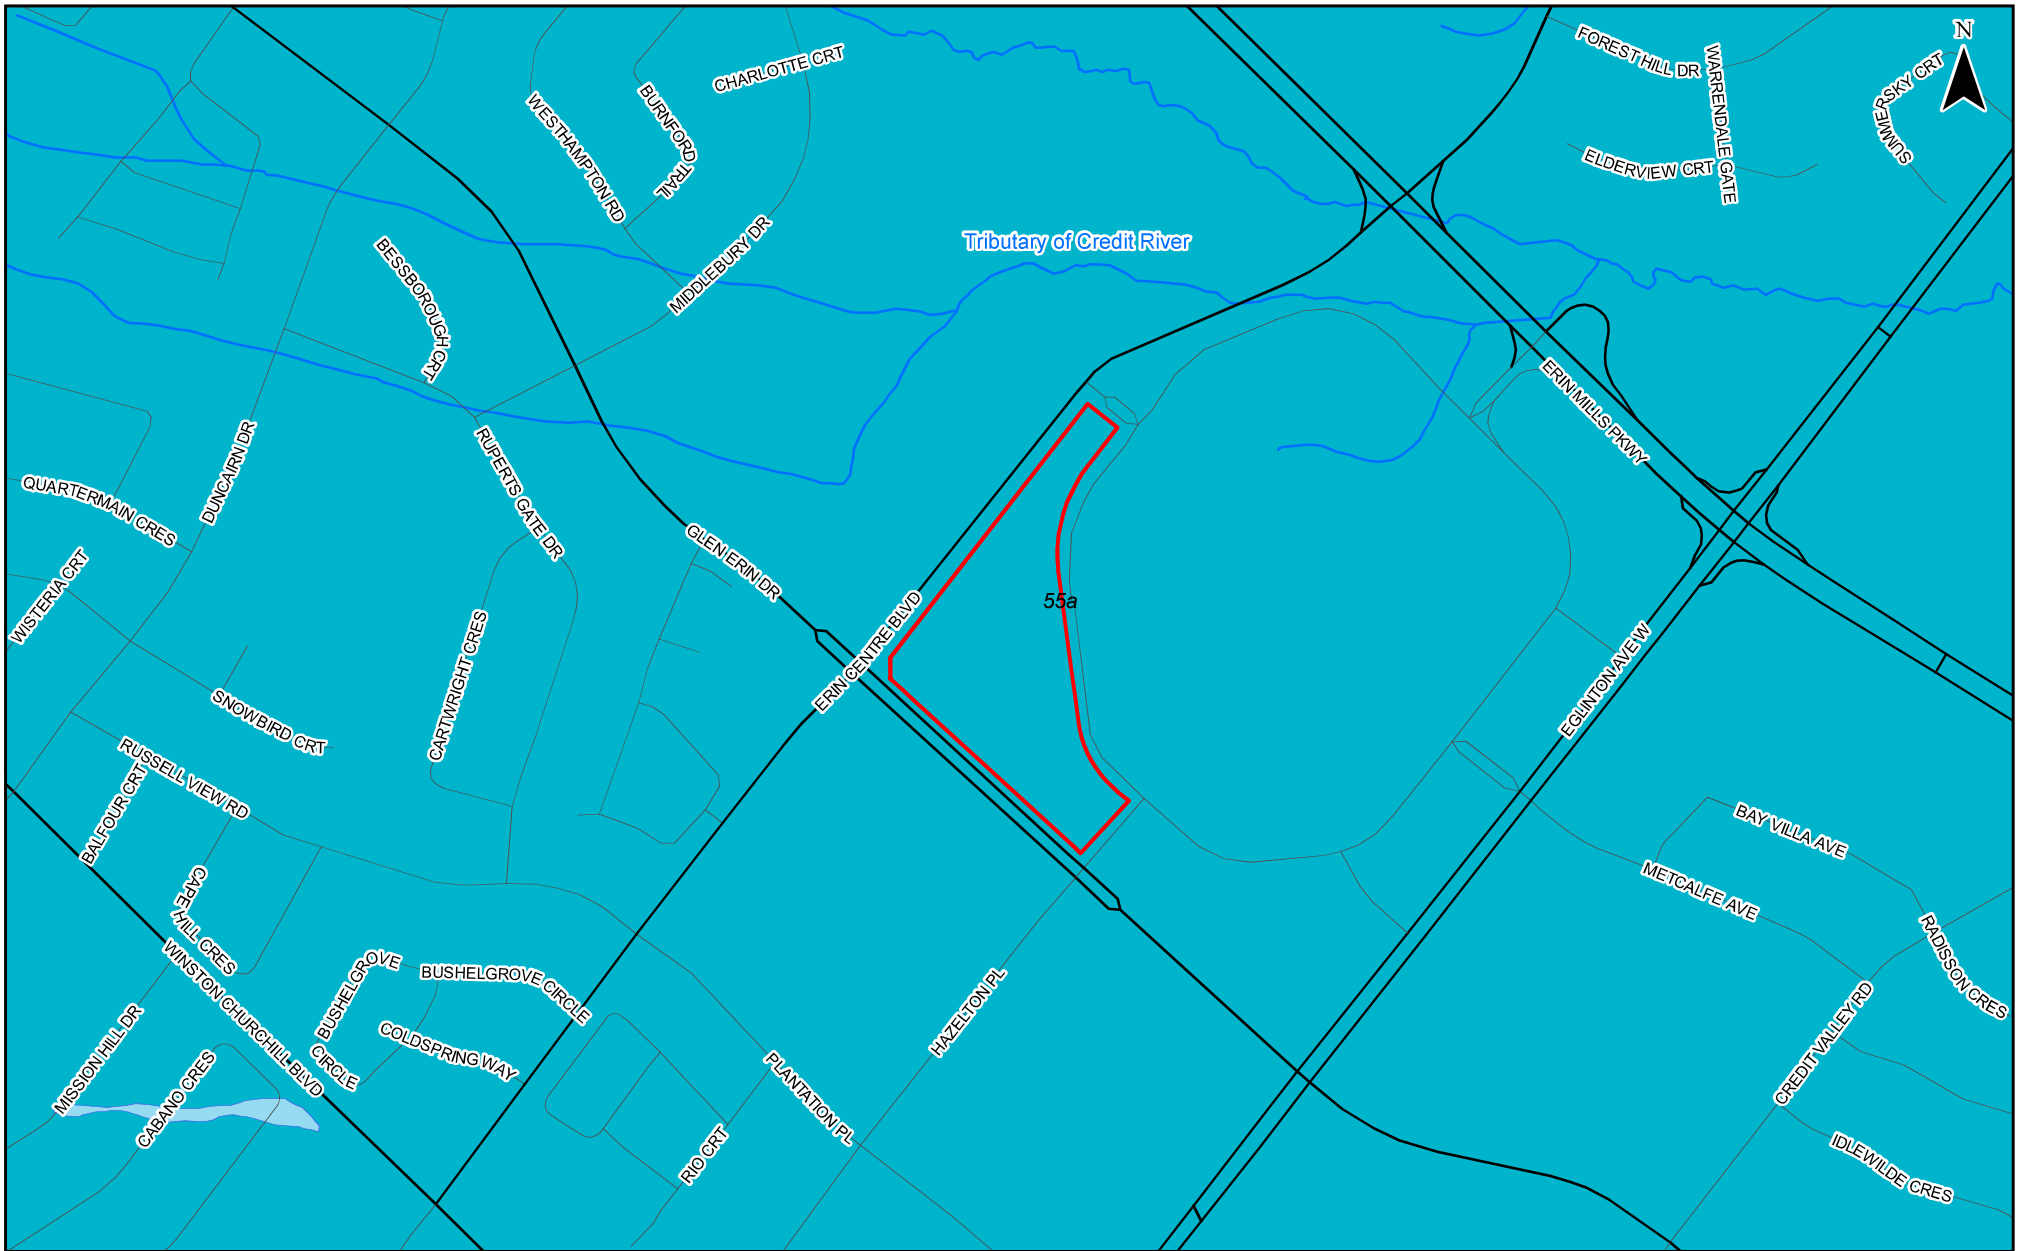 N
FOREST HILL DR
WARRENDALE GATE
SUMMERSKY CRT
ELDERVIEW CRT
CHARLOTTE CRT
BURNFORD TRAIL
WESTHAMPTON RD
MIDDLEBURY DR
Tributary of Credit River
BESSBOROUGH CRT
ERIN MILLS PKWY
DUNCAIRN DR
RUPERTS GATE DR
QUARTERMAIN CRES
WISTERIA CRT
GLEN ERIN DR
55a
ERIN CENTRE BLVD
CARTWRIGHT CRES
EGLINTON AVE W
SNOWBIRD CRT
RUSSELL VIEW RD
BALFOUR CRT
BAY VILLA AVE
METCALFE AVE
CAPE HILL CRES
RADISSON CRES
WINSTON CHURCHILL BLVD
BUSHELGROVE CIRCLE
BUSHELGROVE CIRCLE
COLDSPRING WAY
HAZELTON PL
CREDIT VALLEY RD
MISSION HILL DR
CABANO CRES
PLANTATION PL
RIO CRT
IDLEWILDE CRES